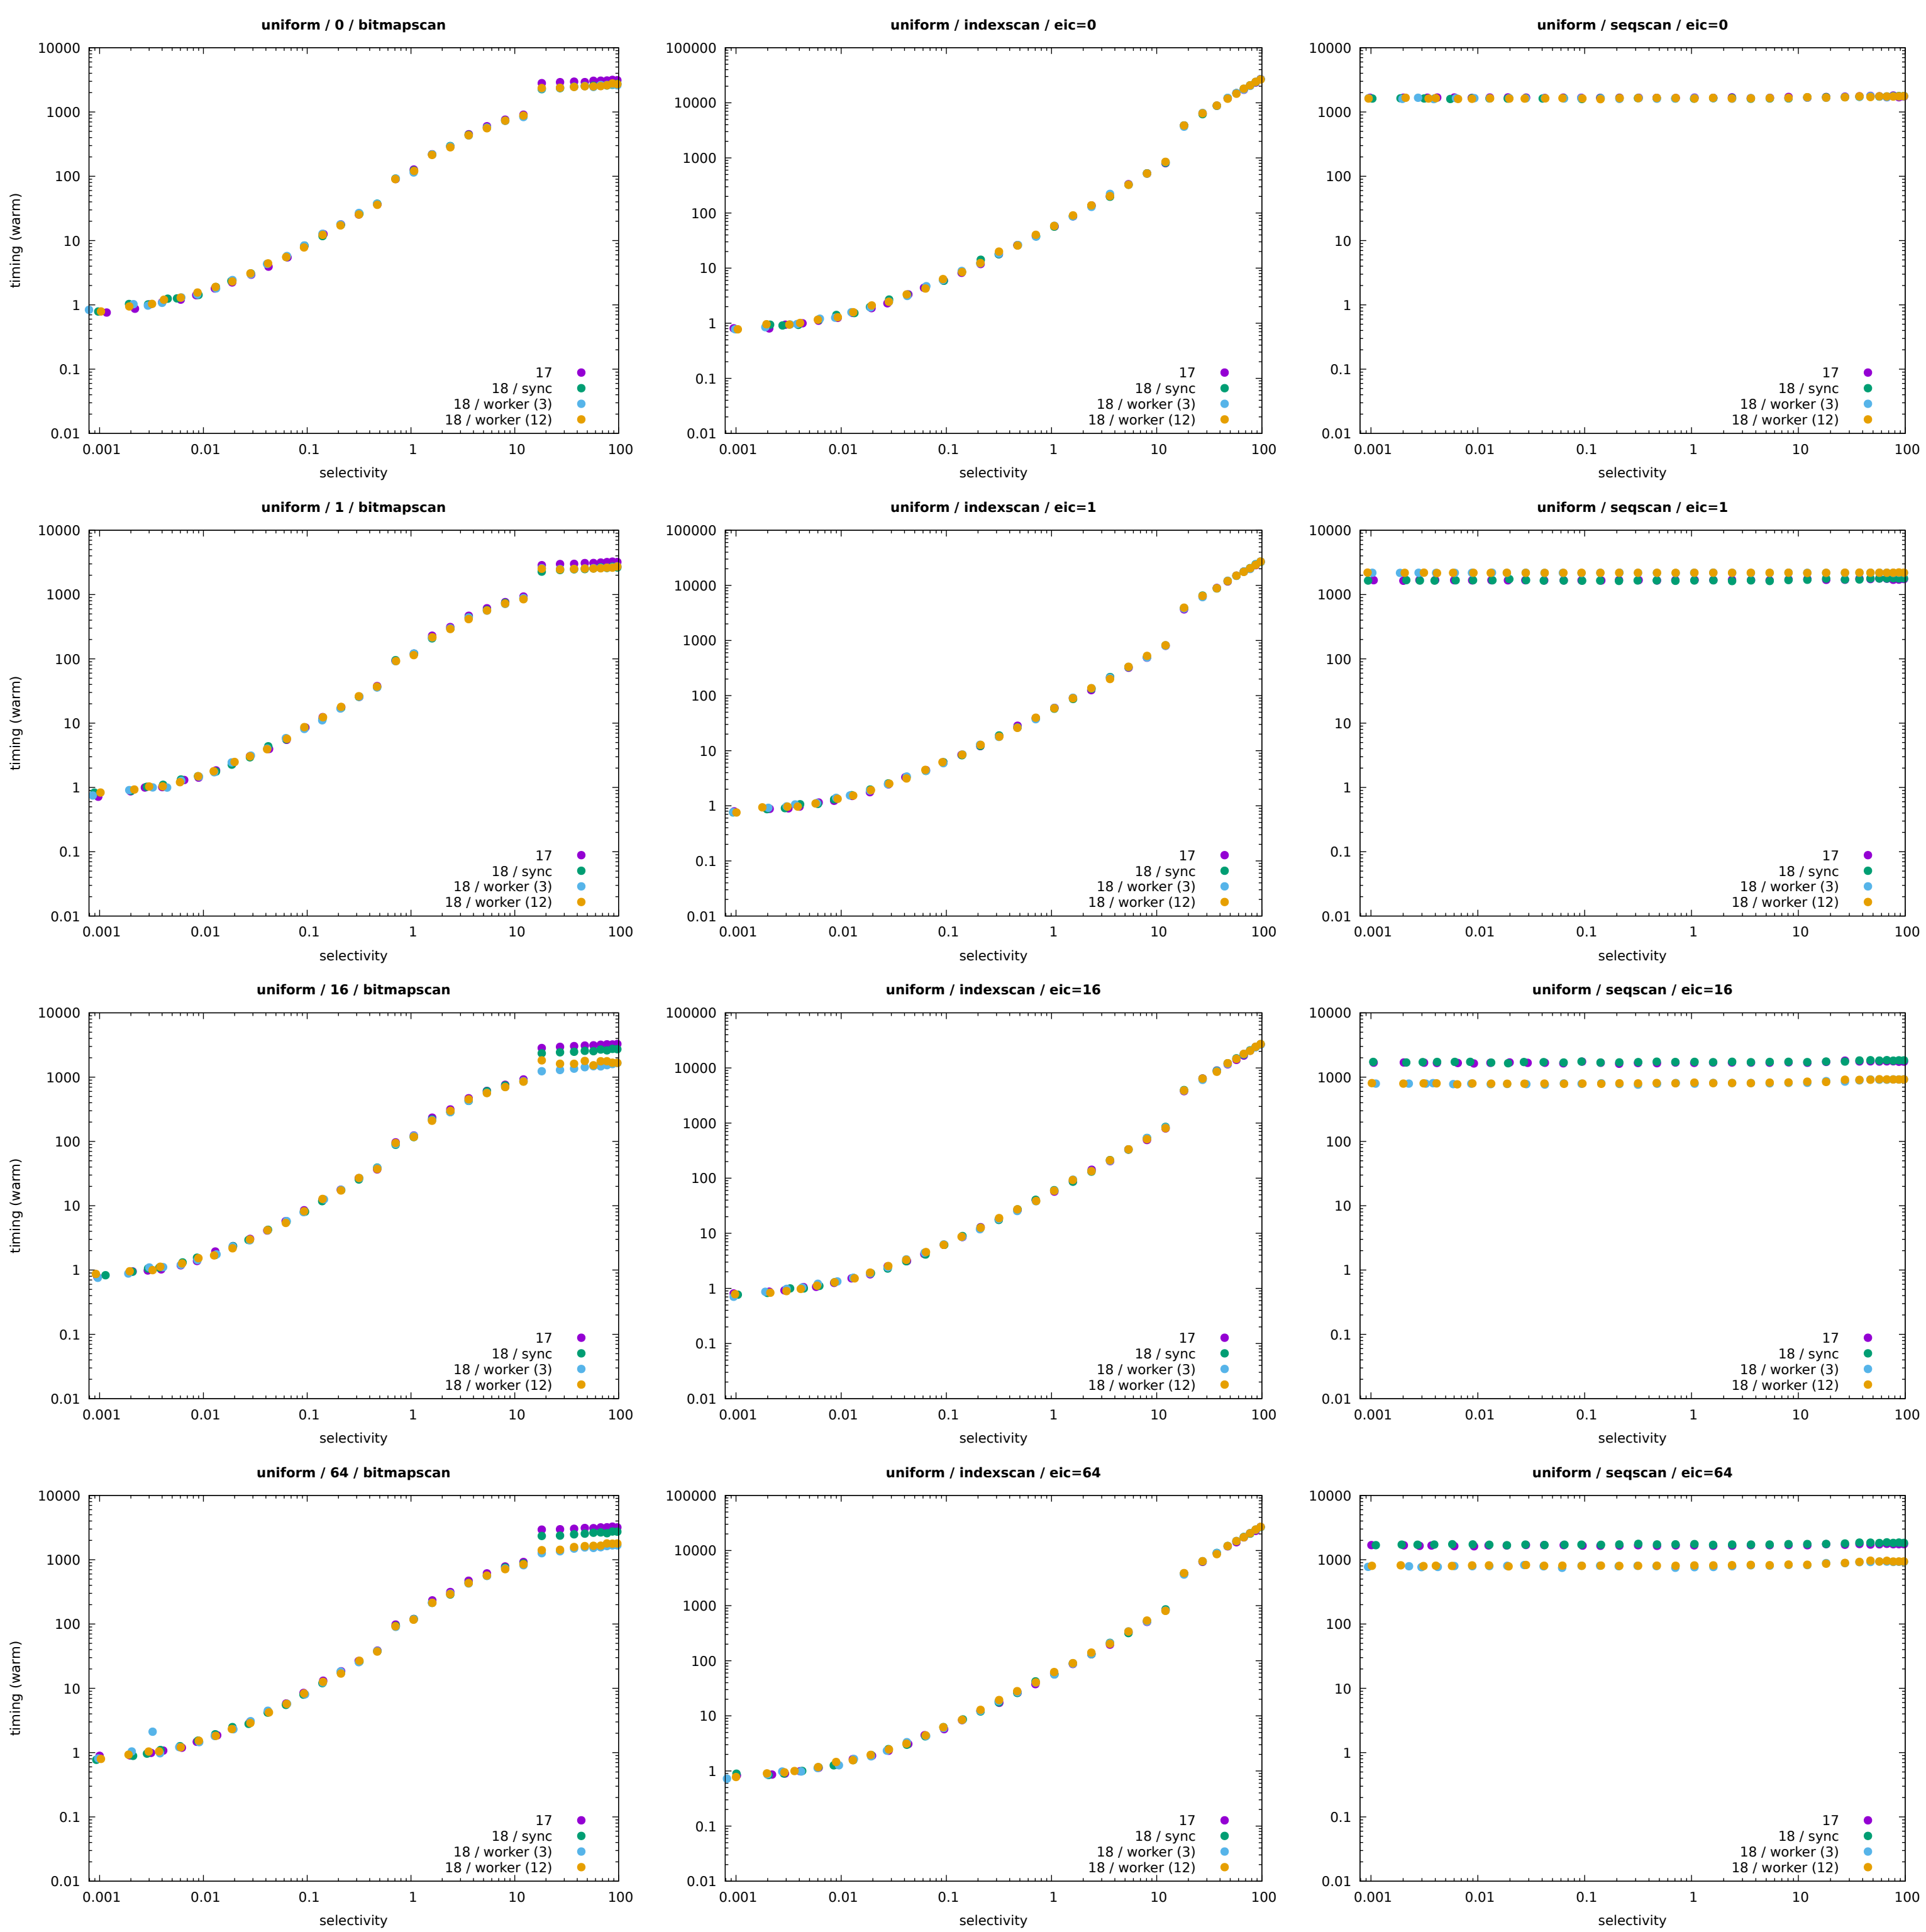 uniform / 0 / bitmapscan
10000
1000
100
10
1
0.1
0.01
timing (warm)
17
18 / sync
18 / worker (3)
18 / worker (12)
0.001 0.01 0.1 1 10 100
selectivity
uniform / indexscan / eic=0
100000
10000
1000
100
10
1
0.1
0.01
17
18 / sync
18 / worker (3)
18 / worker (12)
0.001 0.01 0.1 1 10 100
selectivity
uniform / seqscan / eic=0
10000
1000
100
10
1
0.1
0.01
17
18 / sync
18 / worker (3)
18 / worker (12)
0.001 0.01 0.1 1 10 100
selectivity
uniform / 1 / bitmapscan
10000
1000
100
10
1
0.1
0.01
timing (warm)
17
18 / sync
18 / worker (3)
18 / worker (12)
0.001 0.01 0.1 1 10 100
selectivity
uniform / indexscan / eic=1
100000
10000
1000
100
10
1
0.1
0.01
17
18 / sync
18 / worker (3)
18 / worker (12)
0.001 0.01 0.1 1 10 100
selectivity
uniform / seqscan / eic=1
10000
1000
100
10
1
0.1
0.01
17
18 / sync
18 / worker (3)
18 / worker (12)
0.001 0.01 0.1 1 10 100
selectivity
uniform / 16 / bitmapscan
10000
1000
100
10
1
0.1
0.01
timing (warm)
17
18 / sync
18 / worker (3)
18 / worker (12)
0.001 0.01 0.1 1 10 100
selectivity
uniform / indexscan / eic=16
100000
10000
1000
100
10
1
0.1
0.01
17
18 / sync
18 / worker (3)
18 / worker (12)
0.001 0.01 0.1 1 10 100
selectivity
uniform / seqscan / eic=16
10000
1000
100
10
1
0.1
0.01
17
18 / sync
18 / worker (3)
18 / worker (12)
0.001 0.01 0.1 1 10 100
selectivity
uniform / 64 / bitmapscan
10000
1000
100
10
1
0.1
0.01
timing (warm)
17
18 / sync
18 / worker (3)
18 / worker (12)
0.001 0.01 0.1 1 10 100
selectivity
uniform / indexscan / eic=64
100000
10000
1000
100
10
1
0.1
0.01
17
18 / sync
18 / worker (3)
18 / worker (12)
0.001 0.01 0.1 1 10 100
selectivity
uniform / seqscan / eic=64
10000
1000
100
10
1
0.1
0.01
17
18 / sync
18 / worker (3)
18 / worker (12)
0.001 0.01 0.1 1 10 100
selectivity